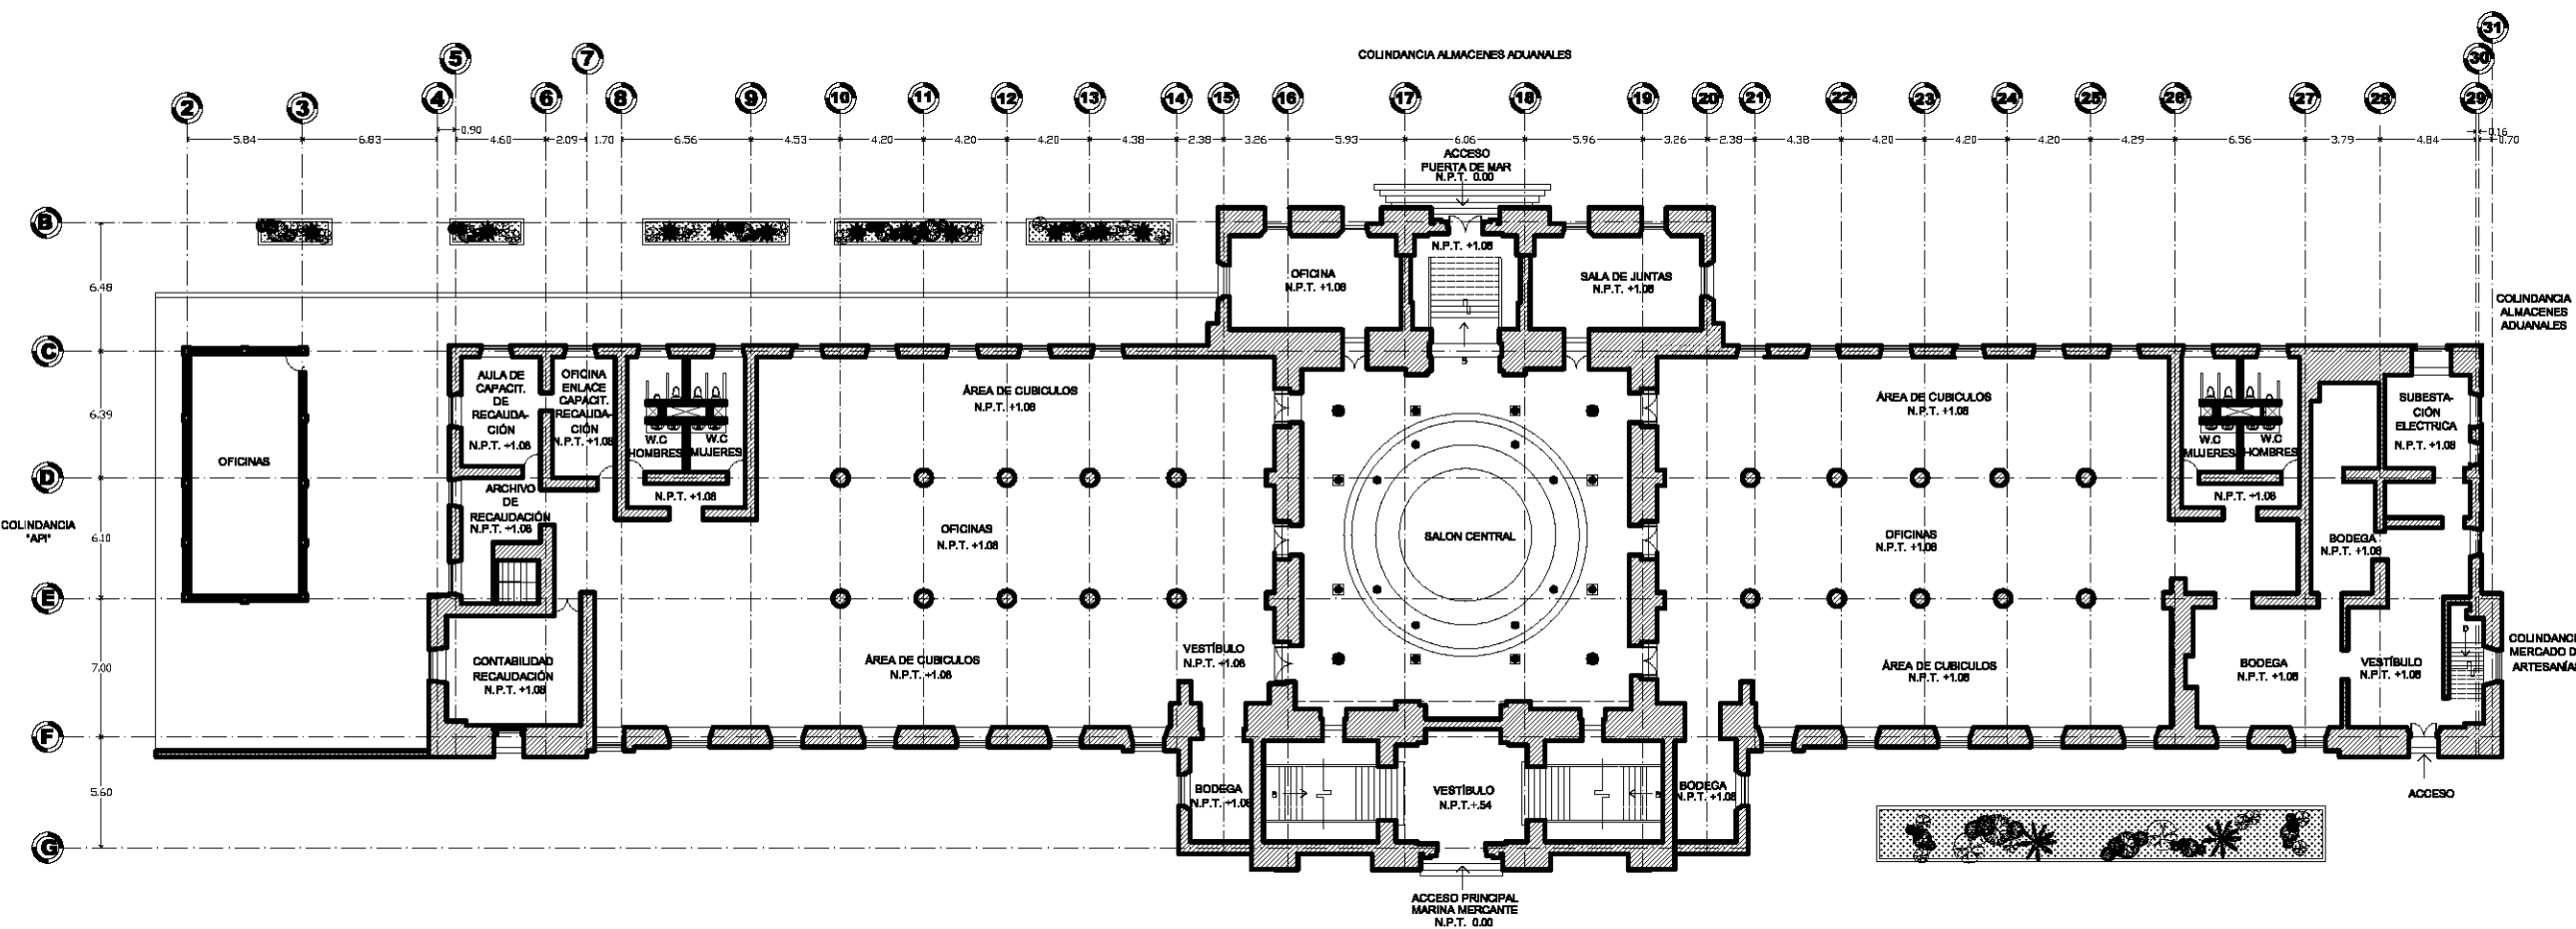 COLINDANCIA ALMACENES ADUANALES
31
5
7
30
2
3
4
6
8
9
10
11
12
13
14
15
16
17
18
19
20
21
22
23
24
25
26
27
28
29
5.84
6.83
0.90
4.60
2.09
1.70
6.56
4.53
4.20
4.20
4.20
4.38
2.38
3.26
5.93
6.06
5.96
3.26
2.38
4.38
4.20
4.20
4.20
4.29
6.56
3.79
4.84
0.16
0.70
ACCESO
PUERTA DE MAR
N.P.T. 0.00
B
N.P.T. +1.08
OFICINA
N.P.T. +1.08
SALA DE JUNTAS
N.P.T. +1.08
6.48
COLINDANCIA
ALMACENES
ADUANALES
C
S
AULA DE
CAPACIT.
DE
RECAUDA-
CIÓN
N.P.T. +1.08
OFICINA
ENLACE
CAPACIT.
RECAUDA-
CIÓN
N.P.T. +1.08
ÁREA DE CUBICULOS
N.P.T. +1.08
ÁREA DE CUBICULOS
N.P.T. +1.08
SUBESTA-
CIÓN
ELECTRICA
N.P.T. +1.08
6.39
W.C
HOMBRES
W.C
MUJERES
N.P.T. +1.08
W.C
MUJERES
W.C
HOMBRES
N.P.T. +1.08
OFICINAS
D
ARCHIVO
DE
RECAUDACIÓN
N.P.T. +1.08
COLINDANCIA
"API"
6.10
OFICINAS
N.P.T. +1.08
SALON CENTRAL
OFICINAS
N.P.T. +1.08
BODEGA
N.P.T. +1.08
E
7.00
CONTABILIDAD
RECAUDACIÓN
N.P.T. +1.08
ÁREA DE CUBICULOS
N.P.T. +1.08
VESTÍBULO
N.P.T. +1.08
ÁREA DE CUBICULOS
N.P.T. +1.08
BODEGA
N.P.T. +1.08
VESTÍBULO
N.P.T. +1.08
COLINDANCI
MERCADO D
ARTESANÍA
F
5.60
BODEGA
N.P.T. +1.08
VESTÍBULO
N.P.T.+.54
BODEGA
N.P.T. +1.08
ACCESO
G
ACCESO PRINCIPAL
MARINA MERCANTE
N.P.T. 0.00